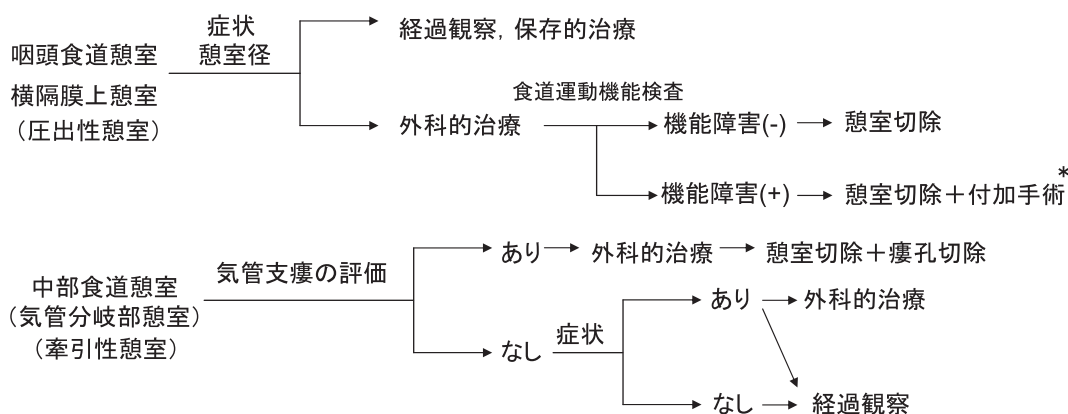 咽頭食道憩室
横隔膜上憩室
（圧出性憩室）
症状
憩室径
経過観察, 保存的治療
外科的治療
食道運動機能検査
機能障害(-)
憩室切除
機能障害(+)
憩室切除＋付加手術*
中部食道憩室
（気管分岐部憩室）
（牽引性憩室）
気管支瘻の評価
あり
外科的治療
憩室切除＋瘻孔切除
なし
症状
あり
外科的治療
なし
経過観察